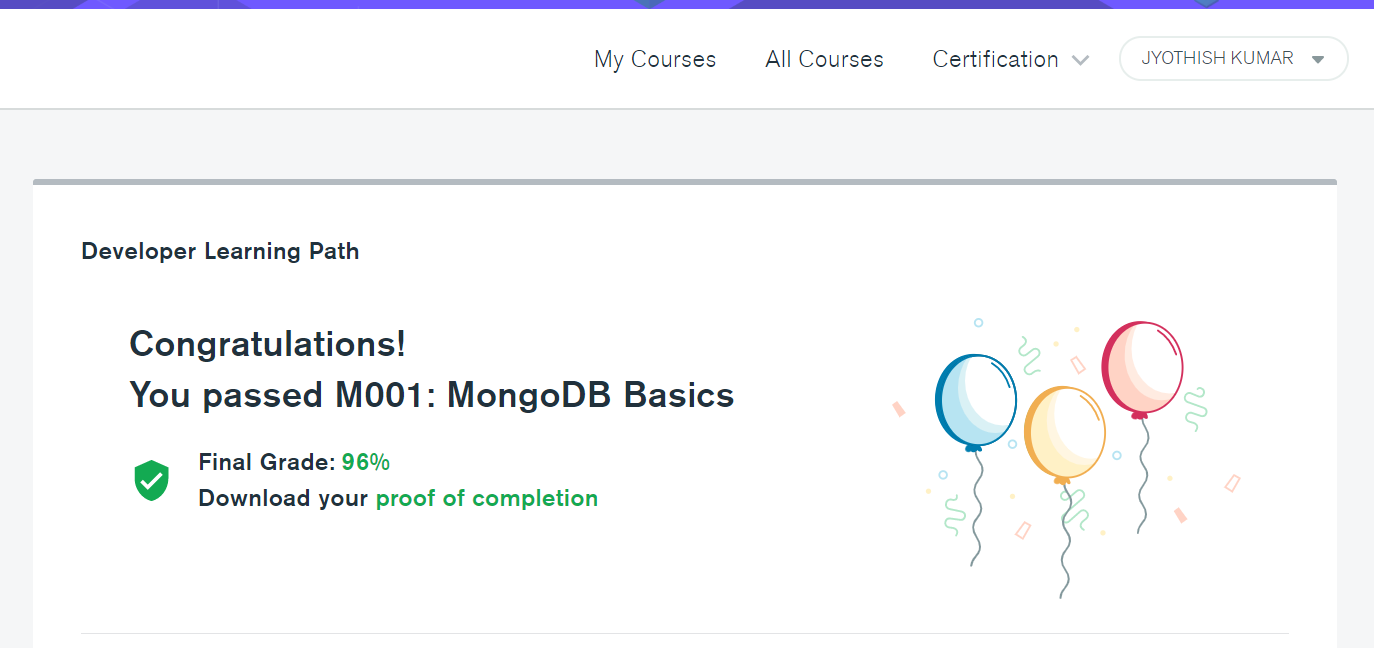 My Courses All Courses Certification JYOTHISH KUMAR
Developer Learning Path
Congratulations!
You passed M001: MongoDB Basics
Final Grade: 96%
Download your proof of completion